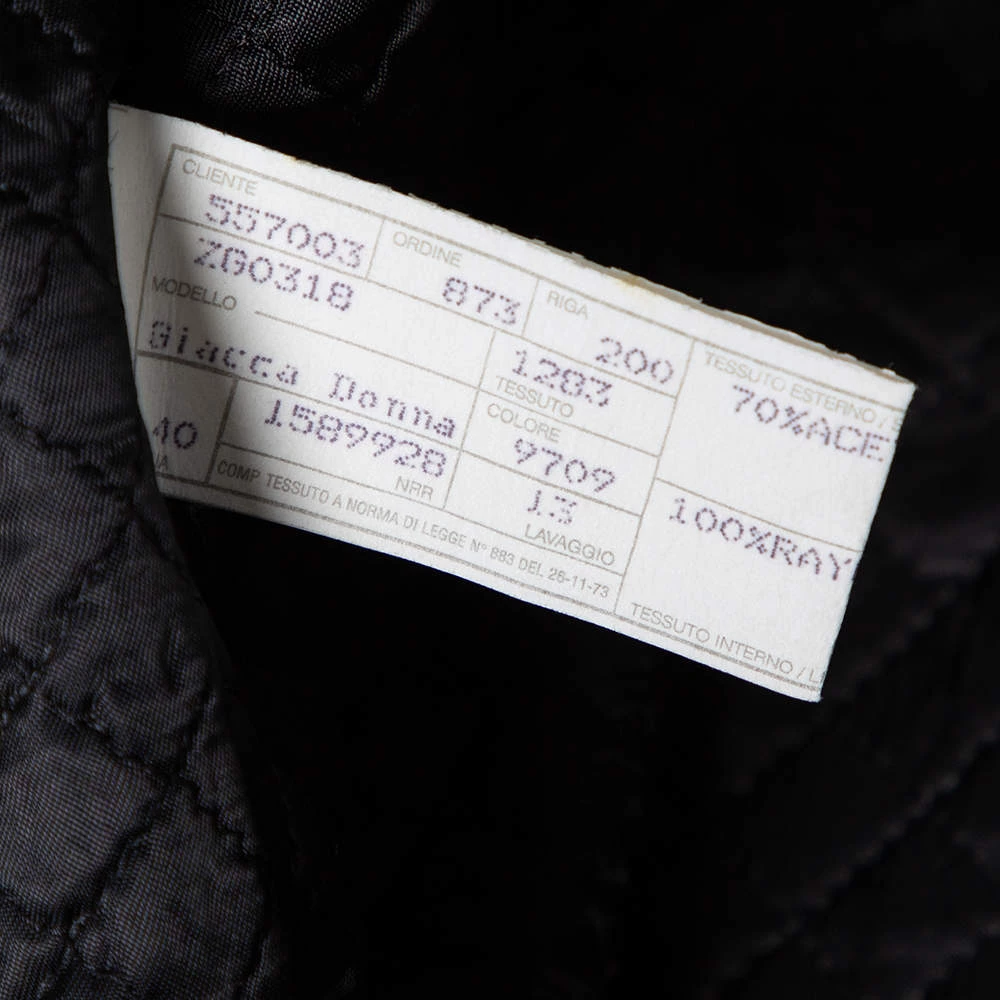 CLIENTE
557003
ORDINE
873
RIGA
200
ZG0318
MODELLO
Giacca Donna
1283
TESSUTO
COLORE
9709
13
LAVAGGIO
40
1589928
NRR
COMP TESSUTO A NORMA DI LEGGE N° 883 DEL 26-11-73
TESSUTO ESTERNO /
70%ACE
100%RAY
TESSUTO INTERNO / L